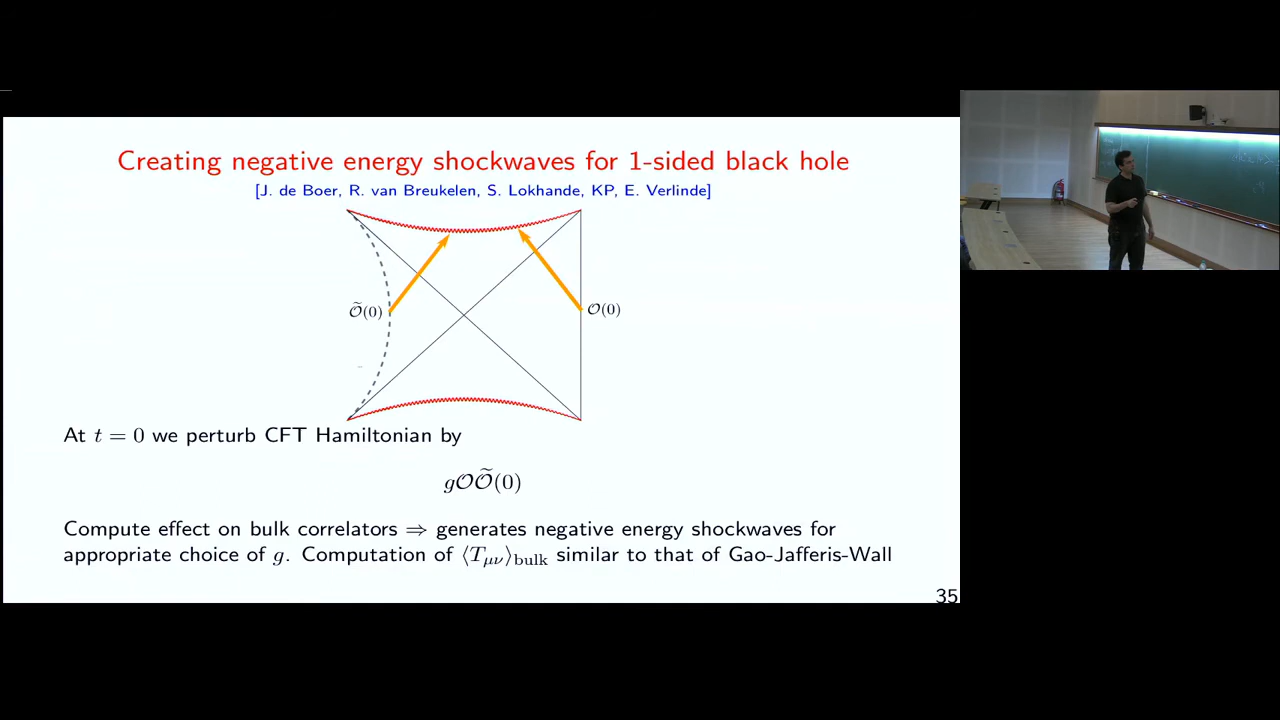 Creating negative energy shockwaves for 1-sided black hole
[J. de Boer, R. van Breukelen, S. Lokhande, KP, E. Verlinde]
Õ(0)
O(0)
At t = 0 we perturb CFT Hamiltonian by
gOÕ(0)
Compute effect on bulk correlators ⇒ generates negative energy shockwaves for
appropriate choice of g. Computation of ⟨Tμν⟩bulk similar to that of Gao-Jafferis-Wall
35